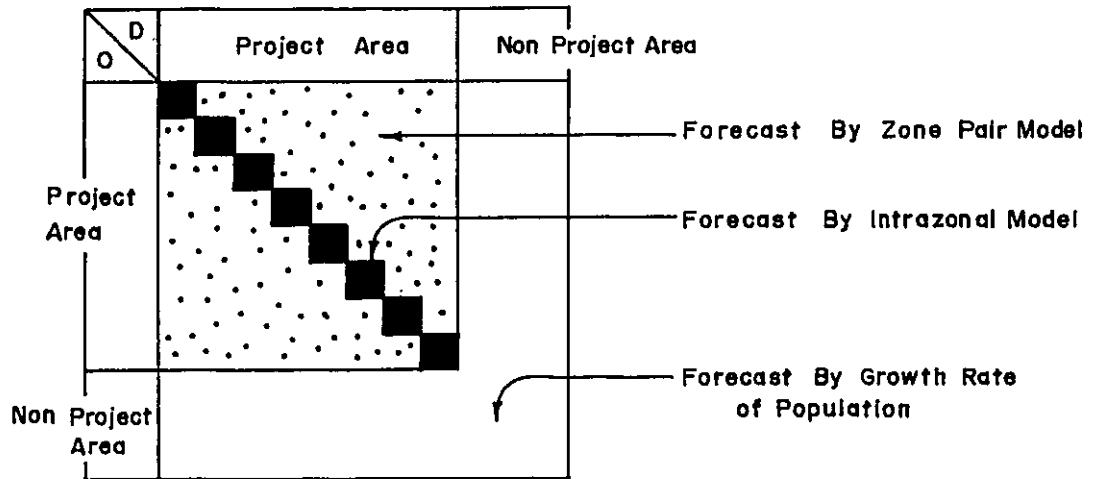 D
O
Project Area
Non Project Area
Forecast By Zone Pair Model
Project
Area
Forecast By Intrazonal Model
Forecast By Growth Rate
of Population
Non Project
Area